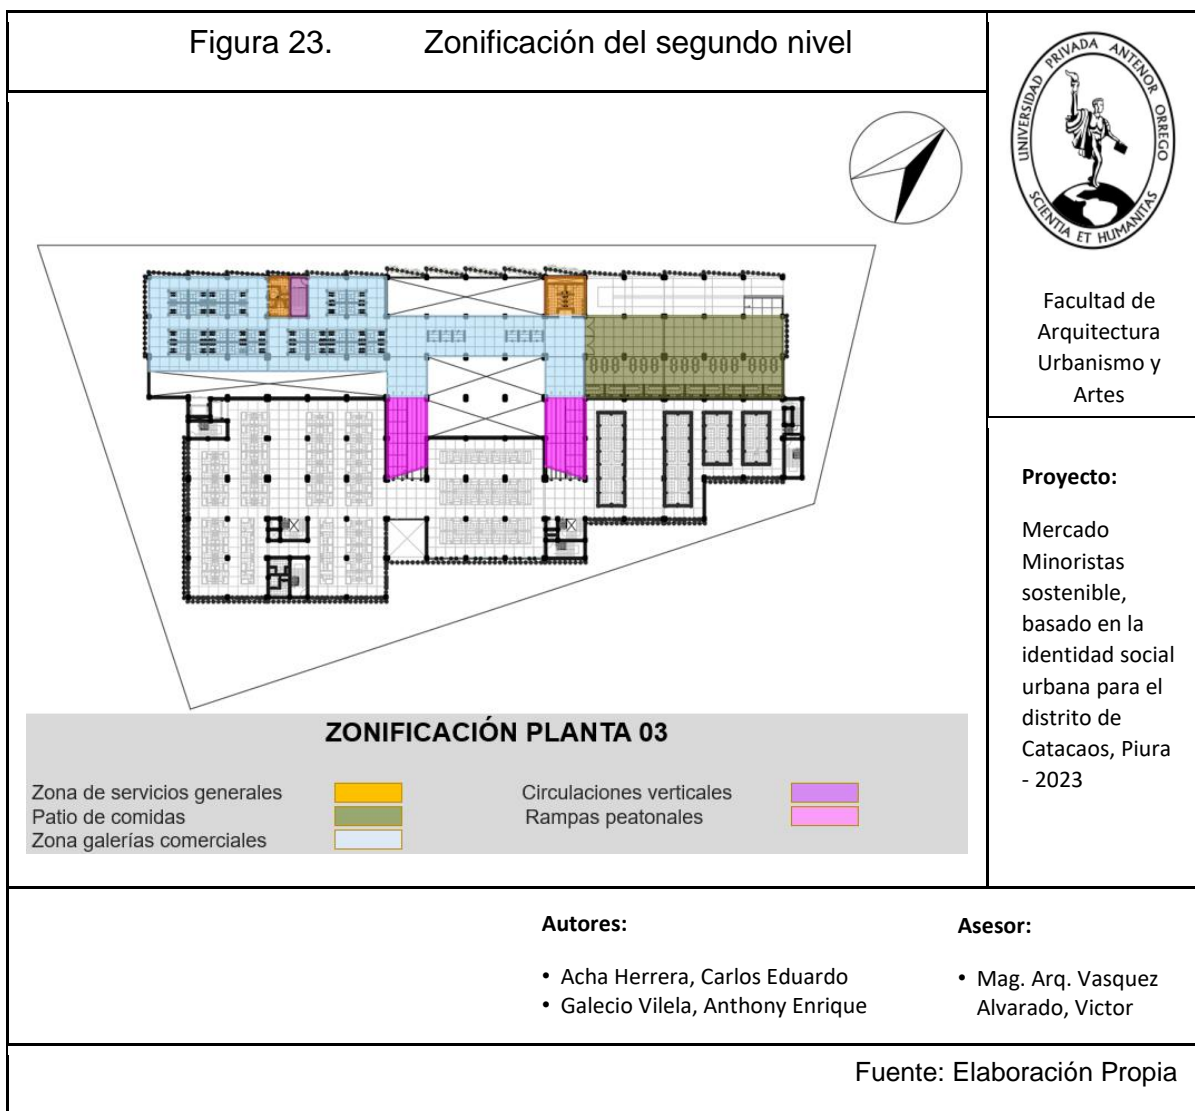 Figura 23. Zonificación del segundo nivel
UNIVERSIDAD PRIVADA ANTENOR ORREGO
SCIENTIA ET HUMANITAS
Facultad de
Arquitectura
Urbanismo y
Artes
Proyecto:
Mercado
Minoristas
sostenible,
basado en la
identidad social
urbana para el
distrito de
Catacaos, Piura
- 2023
ZONIFICACIÓN PLANTA 03
Zona de servicios generales
Patio de comidas
Zona galerías comerciales
Circulaciones verticales
Rampas peatonales
Autores:
• Acha Herrera, Carlos Eduardo
• Galecio Vilela, Anthony Enrique
Asesor:
• Mag. Arq. Vasquez
Alvarado, Victor
Fuente: Elaboración Propia